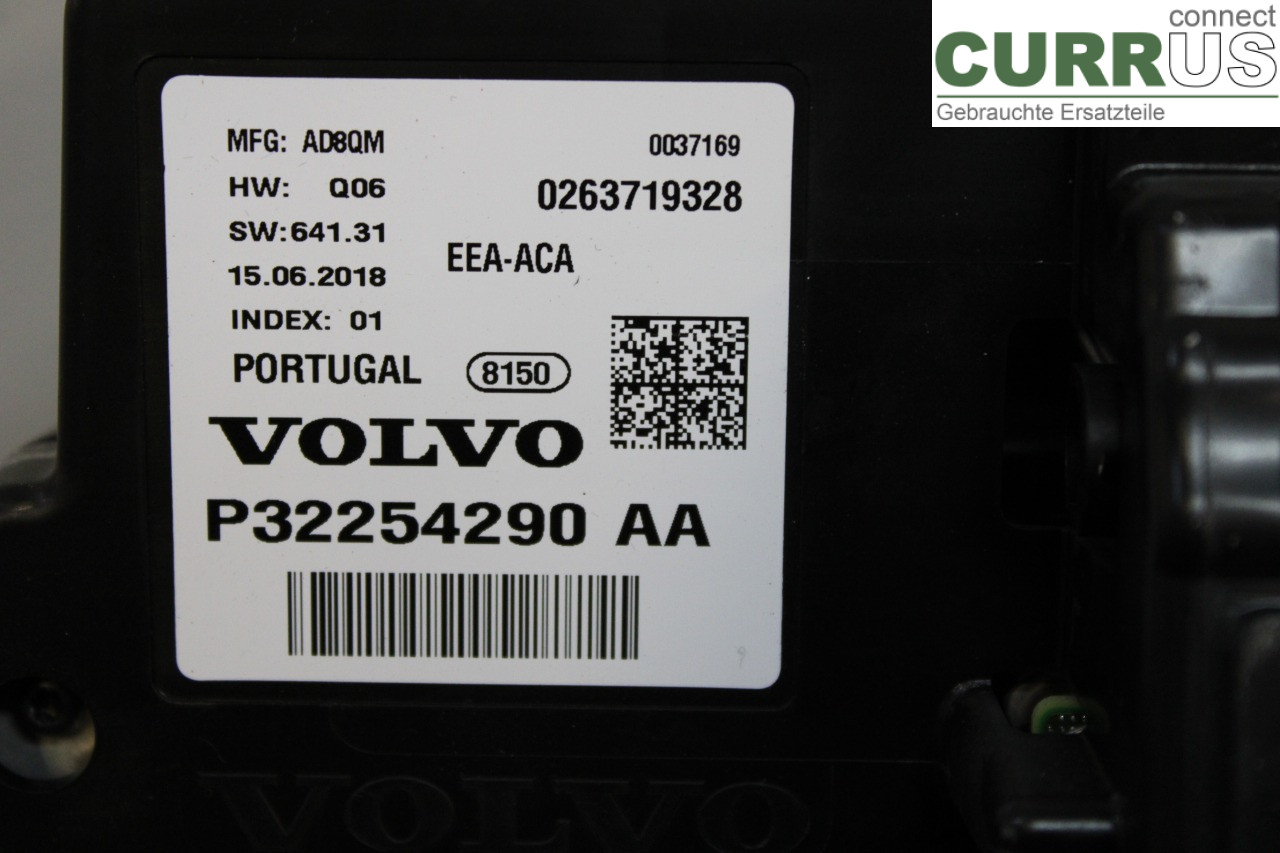 connect
CURRUS
Gebrauchte Ersatzteile
MFG: AD8QM 0037169
HW: Q06 0263719328
SW:641.31 EEA-ACA
15.06.2018
INDEX: 01
PORTUGAL 8150
VOLVO
P32254290 AA
VOLVO